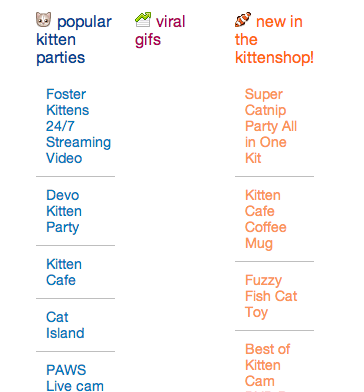 popular
kitten
parties
Foster
Kittens
24/7
Streaming
Video
Devo
Kitten
Party
Kitten
Cafe
Cat
Island
PAWS
Live cam
viral
gifs
new in
the
kittenshop!
Super
Catnip
Party All
in One
Kit
Kitten
Cafe
Coffee
Mug
Fuzzy
Fish Cat
Toy
Best of
Kitten
Cam